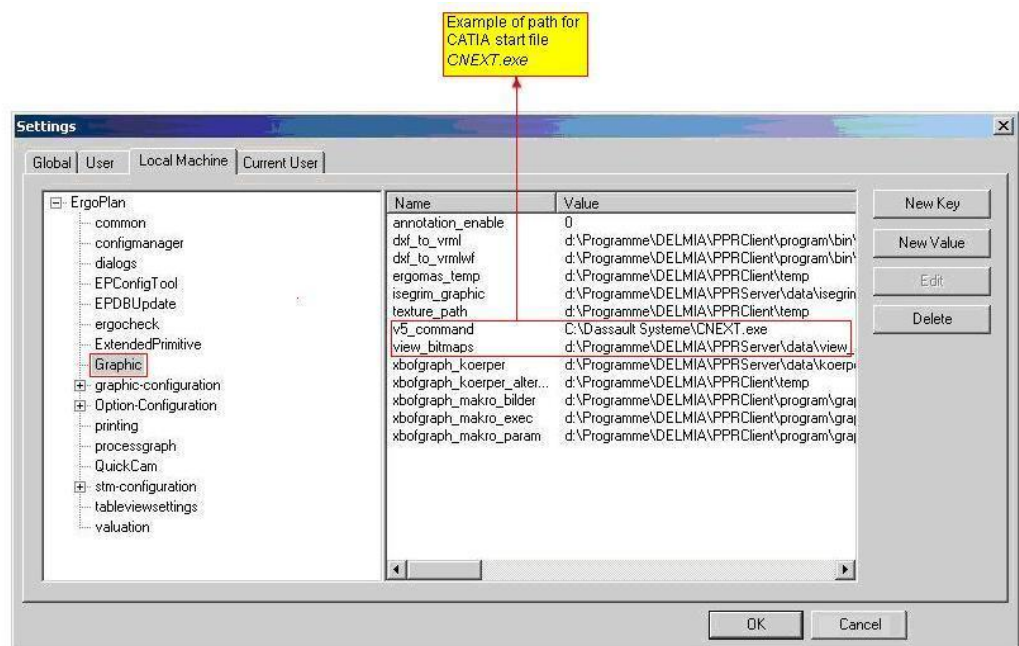 Example of path for
CATIA start file
CNEXT.exe
Settings
Global User Local Machine Current User
ErgoPlan
common
configmanager
dialogs
EPConfigTool
EPDBUpdate
ergocheck
ExtendedPrimitive
Graphic
graphic-configuration
Option-Configuration
printing
processgraph
QuickCam
stm-configuration
tableviewsettings
valuation
Name Value
annotation_enable 0
dxf_to_vrml d:\Programme\DELMIA\PPRClient\program\bin\
dxf_to_vrmlwf d:\Programme\DELMIA\PPRClient\program\bin\
ergomas_temp d:\Programme\DELMIA\PPRClient\temp
isegrim_graphic d:\Programme\DELMIA\PPRServer\data\isegrin
texture_path d:\Programme\DELMIA\PPRClient\temp
v5_command C:\Dassault Systeme\CNEXT.exe
view_bitmaps d:\Programme\DELMIA\PPRServer\data\view_
xbofgraph_koerper d:\Programme\DELMIA\PPRServer\data\koerp
xbofgraph_koerper_alter... d:\Programme\DELMIA\PPRClient\temp
xbofgraph_makro_bilder d:\Programme\DELMIA\PPRClient\program\gra
xbofgraph_makro_exec d:\Programme\DELMIA\PPRClient\program\gra
xbofgraph_makro_param d:\Programme\DELMIA\PPRClient\program\gra
New Key
New Value
Edit
Delete
OK Cancel